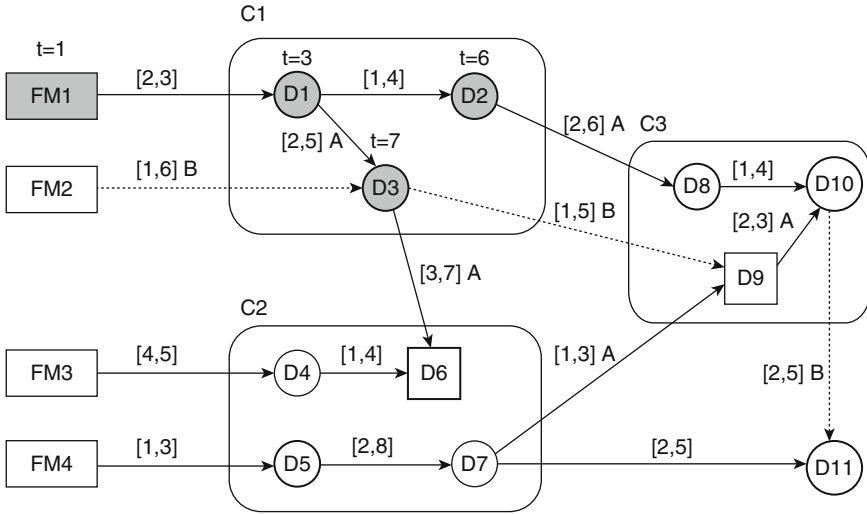 C1
t=1
t=3
t=6
FM1
[2,3]
D1
[1,4]
D2
[2,5] A
t=7
[2,6] A
C3
FM2
[1,6] B
D3
D8
[1,4]
D10
[1,5] B
[2,3] A
D9
[3,7] A
C2
FM3
[4,5]
D4
[1,4]
D6
[1,3] A
[2,5] B
FM4
[1,3]
D5
[2,8]
D7
[2,5]
D11